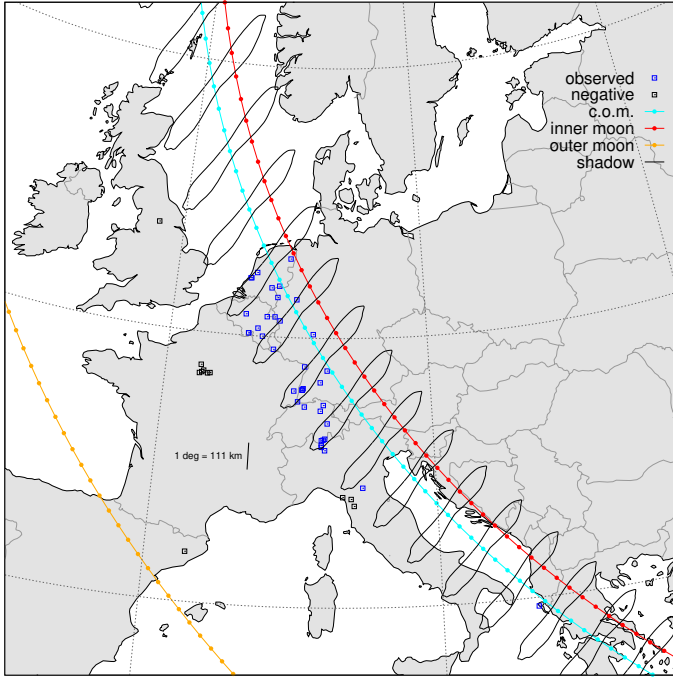 observed
negative
c.o.m.
inner moon
outer moon
shadow
1 deg = 111 km